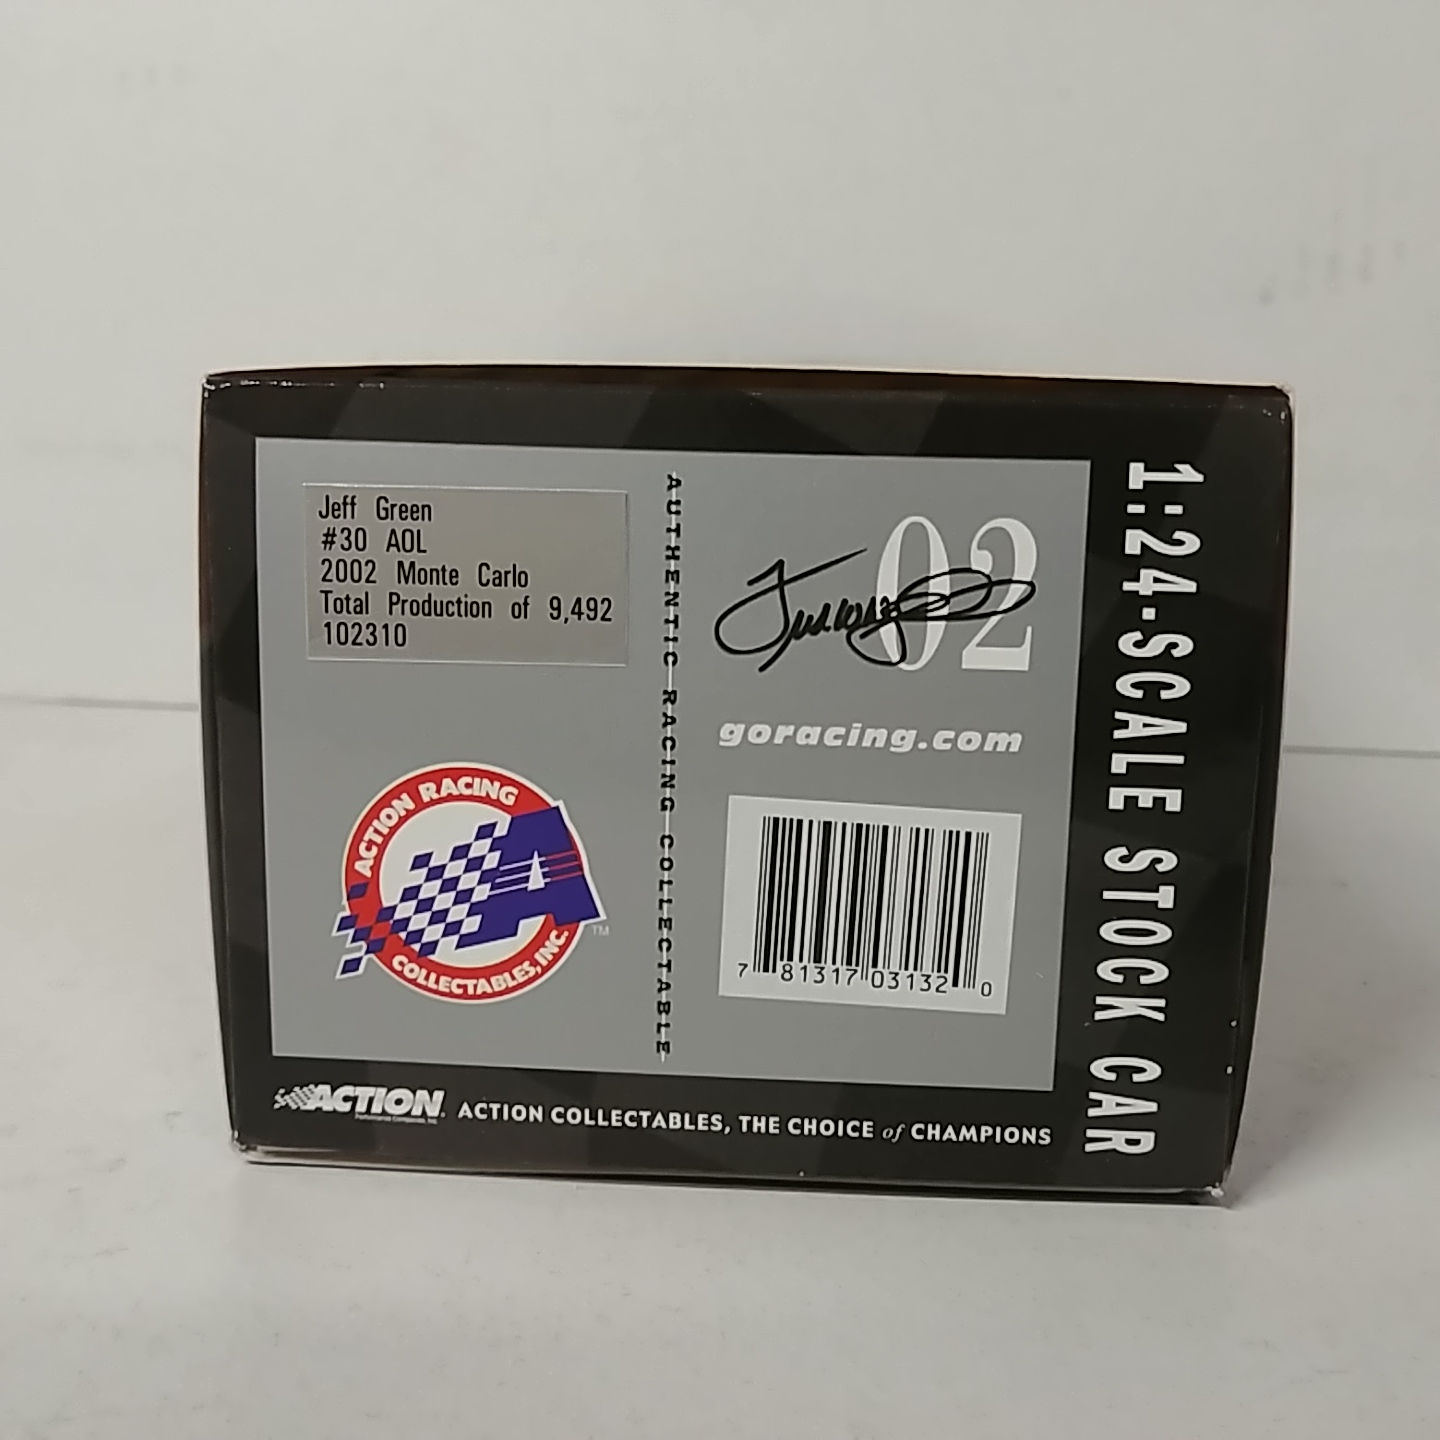 Jeff Green
#30 AOL
2002 Monte Carlo
Total Production of 9,492
102310
AUTHENTIC RACING COLLECTABLE
02
goracing.com
7 81317 03132 0
ACTION RACING
COLLECTABLES, INC.
TM
1:24-SCALE STOCK CAR
ACTION
ACTION COLLECTABLES, THE CHOICE of CHAMPIONS